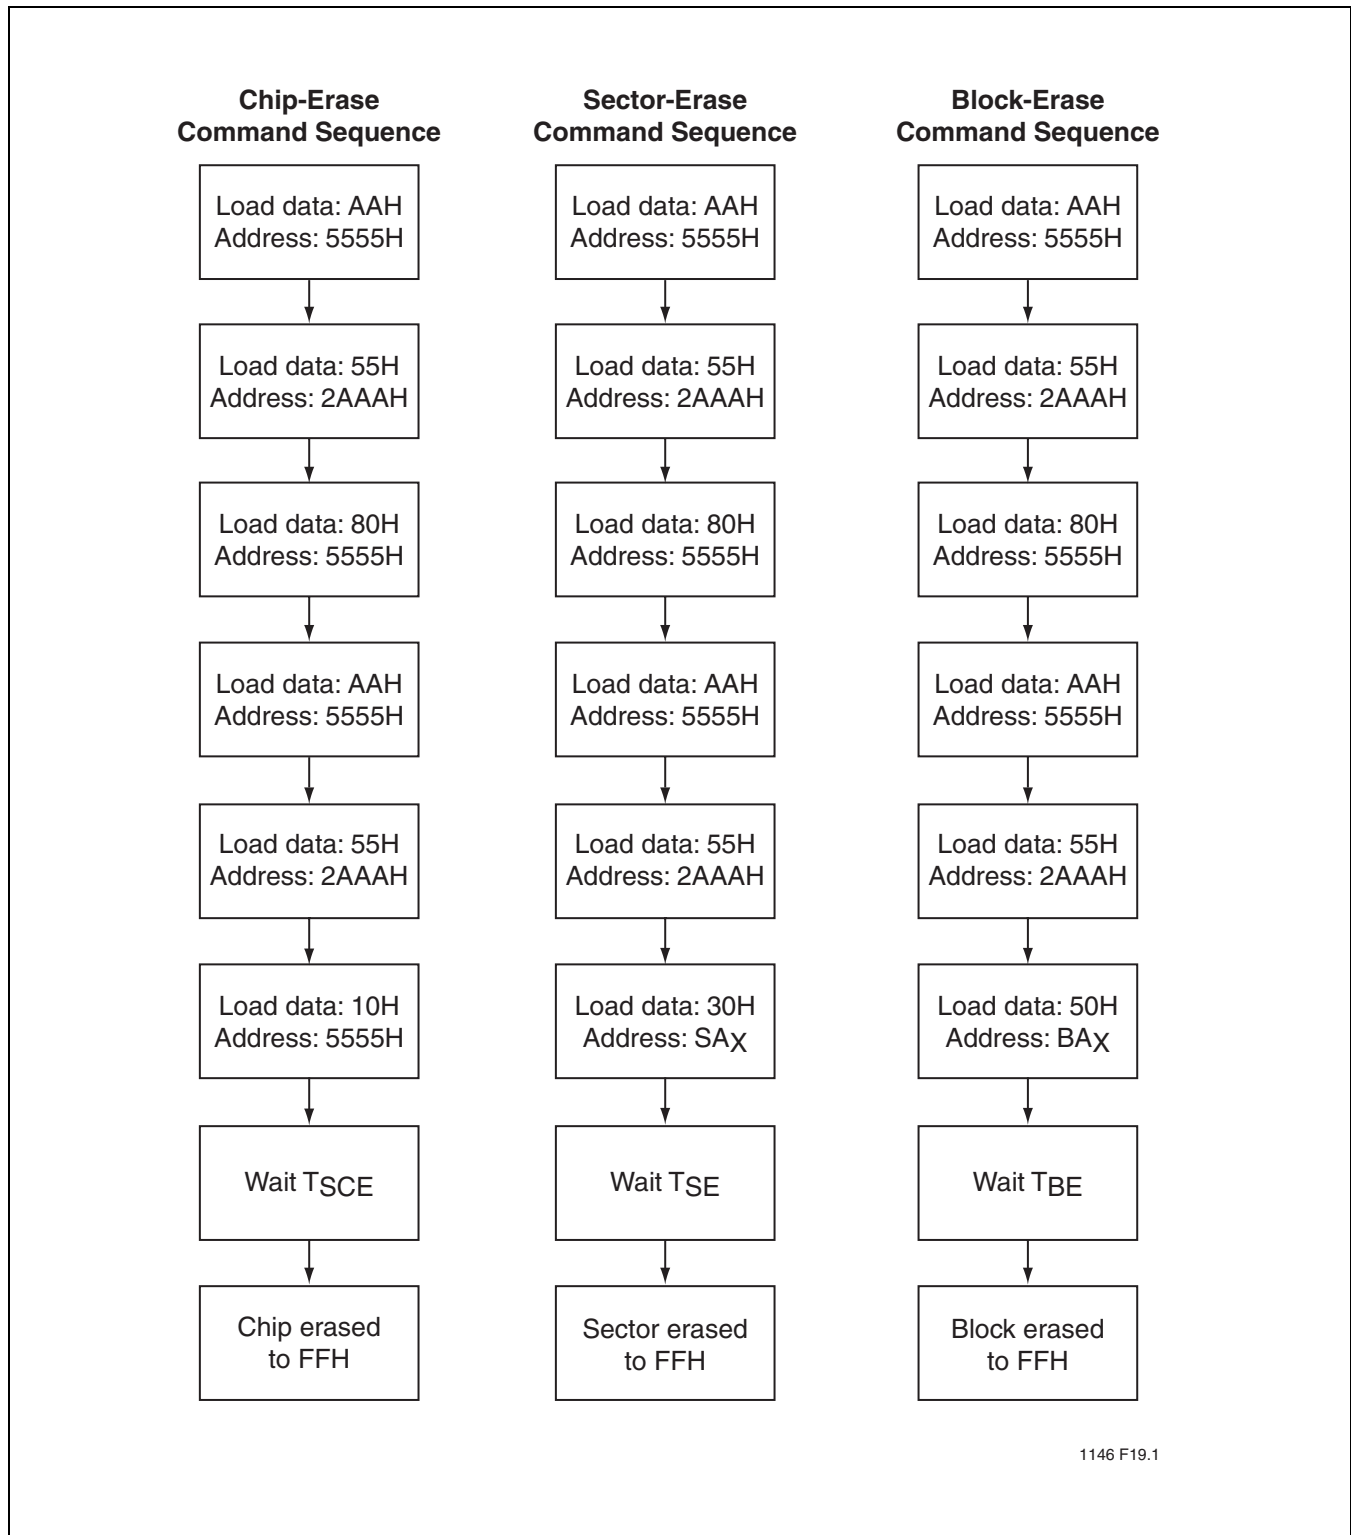 Chip-Erase
Command Sequence
Load data: AAH
Address: 5555H
Load data: 55H
Address: 2AAAH
Load data: 80H
Address: 5555H
Load data: AAH
Address: 5555H
Load data: 55H
Address: 2AAAH
Load data: 10H
Address: 5555H
Wait TSCE
Chip erased
to FFH
Sector-Erase
Command Sequence
Load data: AAH
Address: 5555H
Load data: 55H
Address: 2AAAH
Load data: 80H
Address: 5555H
Load data: AAH
Address: 5555H
Load data: 55H
Address: 2AAAH
Load data: 30H
Address: SAX
Wait TSE
Sector erased
to FFH
Block-Erase
Command Sequence
Load data: AAH
Address: 5555H
Load data: 55H
Address: 2AAAH
Load data: 80H
Address: 5555H
Load data: AAH
Address: 5555H
Load data: 55H
Address: 2AAAH
Load data: 50H
Address: BAX
Wait TBE
Block erased
to FFH
1146 F19.1